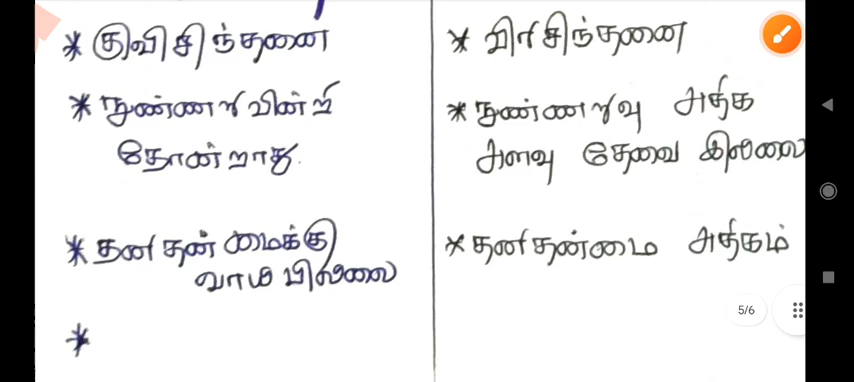 * குவி சிந்தனை
* நுண்ணறிவின்றி
தோன்றாது.
* தனித்தன்மைக்கு
வாய்ப்பில்லை
*
* விரி சிந்தனை
* நுண்ணறிவு அதிக
அளவு தேவை இல்லை
* தனிதன்மை அதிகம்
5/6